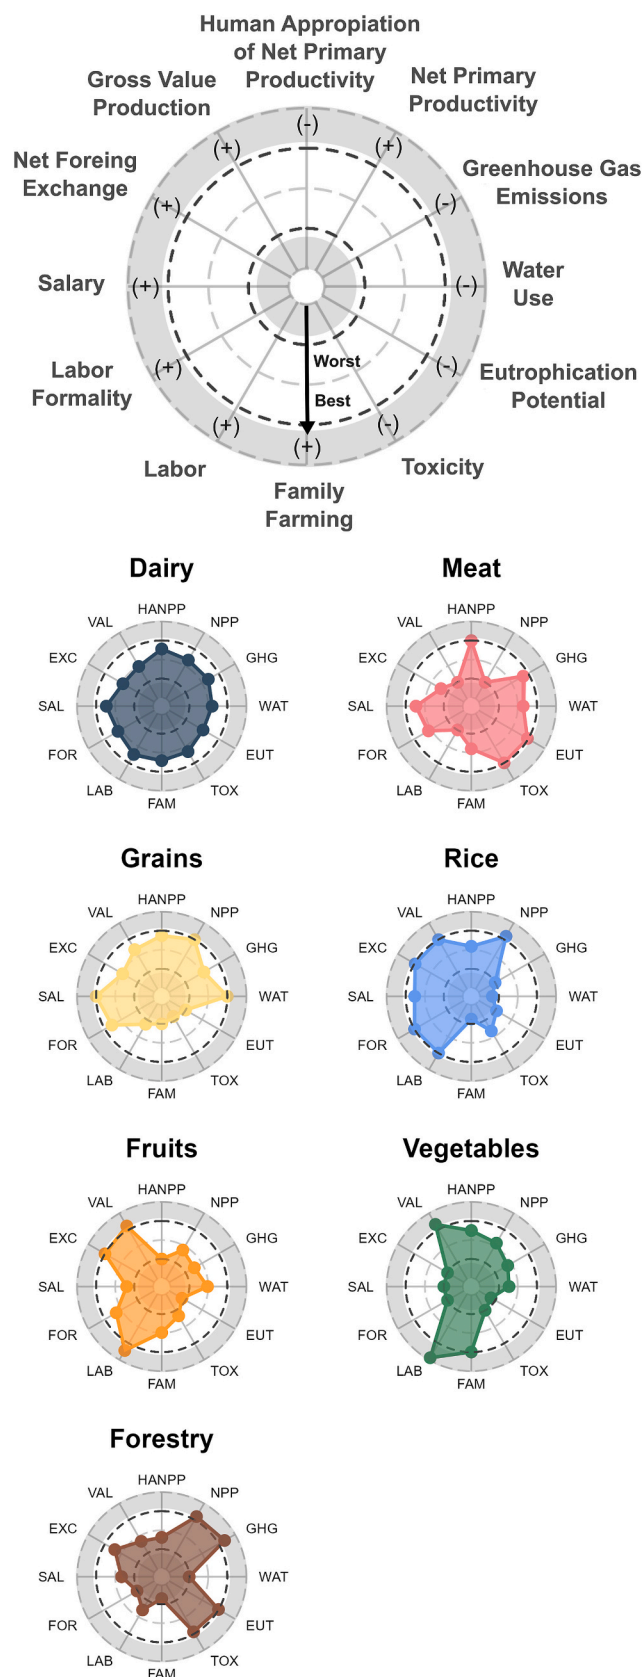 Human Appropiation
of Net Primary
Productivity
Net Primary
Productivity
Gross Value
Production
(-)
(+)
(+)
Net Foreing
Exchange
Greenhouse Gas
Emissions
(+)
(-)
Salary
(+)
(-)
Water
Use
Worst
Labor
Formality
(+)
(-)
Eutrophication
Potential
Best
(+)
(-)
(+)
Labor
Toxicity
Family
Farming
Dairy
HANPP
VAL
NPP
EXC
GHG
SAL
WAT
FOR
EUT
LAB
TOX
FAM
Meat
HANPP
VAL
NPP
EXC
GHG
SAL
WAT
FOR
EUT
LAB
TOX
FAM
Grains
HANPP
VAL
NPP
EXC
GHG
SAL
WAT
FOR
EUT
LAB
TOX
FAM
Rice
HANPP
VAL
NPP
EXC
GHG
SAL
WAT
FOR
EUT
LAB
TOX
FAM
Fruits
HANPP
VAL
NPP
EXC
GHG
SAL
WAT
FOR
EUT
LAB
TOX
FAM
Vegetables
HANPP
VAL
NPP
EXC
GHG
SAL
WAT
FOR
EUT
LAB
TOX
FAM
Forestry
HANPP
VAL
NPP
EXC
GHG
SAL
WAT
FOR
EUT
LAB
TOX
FAM